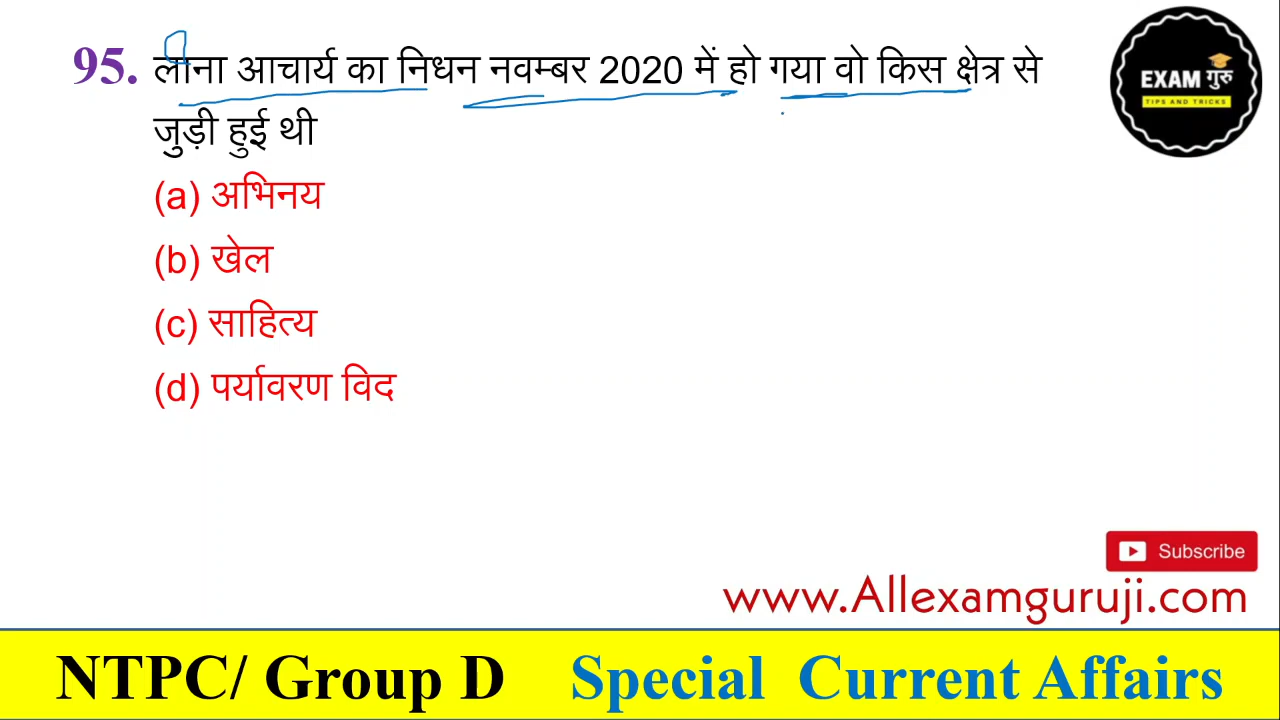 95. लीना आचार्य का निधन नवम्बर 2020 में हो गया वो किस क्षेत्र से
जुड़ी हुई थी
(a) अभिनय
(b) खेल
(c) साहित्य
(d) पर्यावरण विद
EXAM गुरु
TIPS AND TRICKS
Subscribe
www.Allexamguruji.com
NTPC/ Group D Special Current Affairs